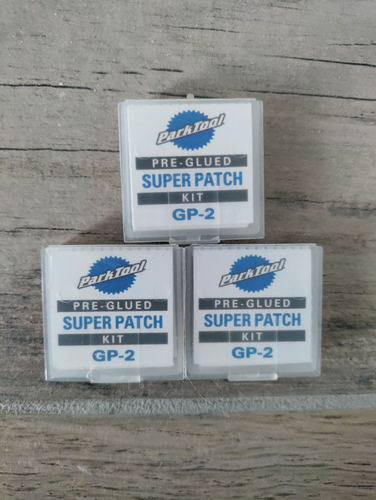 ParkTool
PRE-GLUED
SUPER PATCH
KIT
GP-2
ParkTool
PRE-GLUED
SUPER PATCH
KIT
GP-2
ParkTool
PRE-GLUED
SUPER PATCH
KIT
GP-2